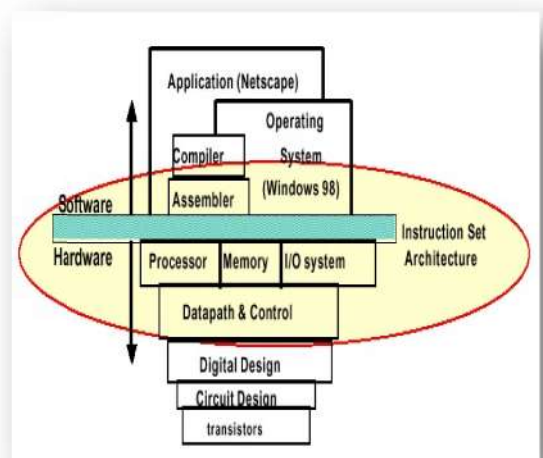 Application (Netscape)
Operating
System
(Windows 98)
Compiler
Assembler
Software
Hardware
Instruction Set
Architecture
Processor
Memory
I/O system
Datapath & Control
Digital Design
Circuit Design
transistors